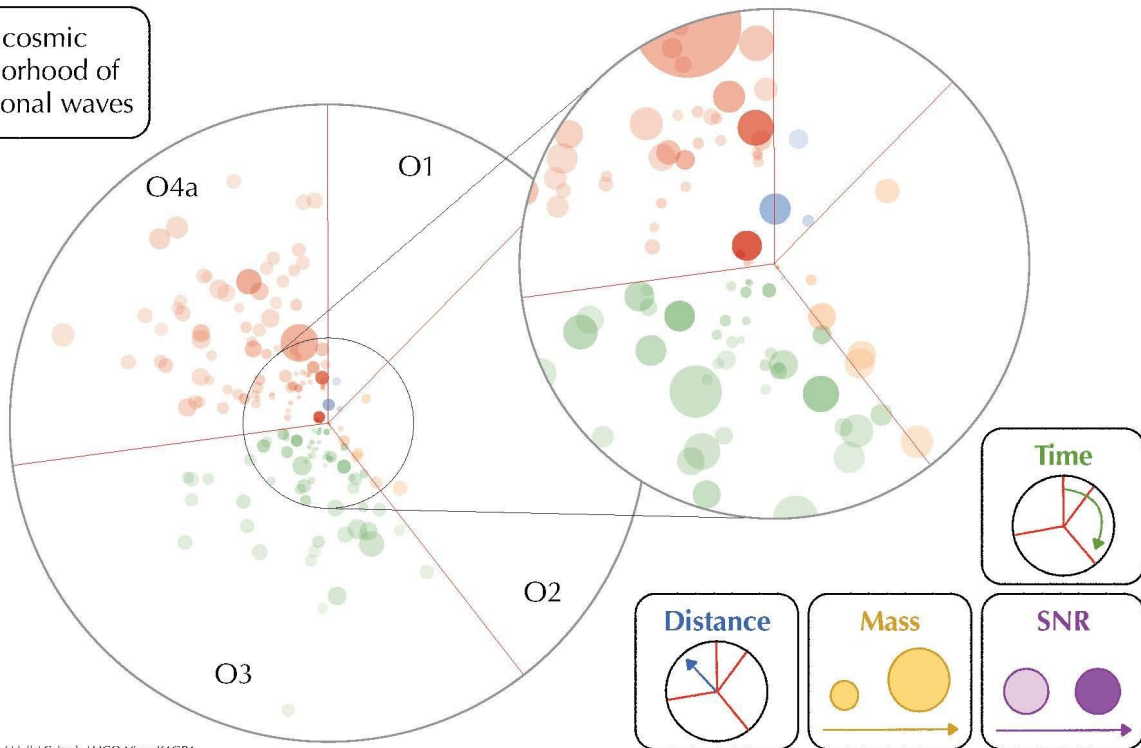 cosmic
orhood of
onal waves
O4a
O1
O2
O3
Time
Distance
Mass
SNR